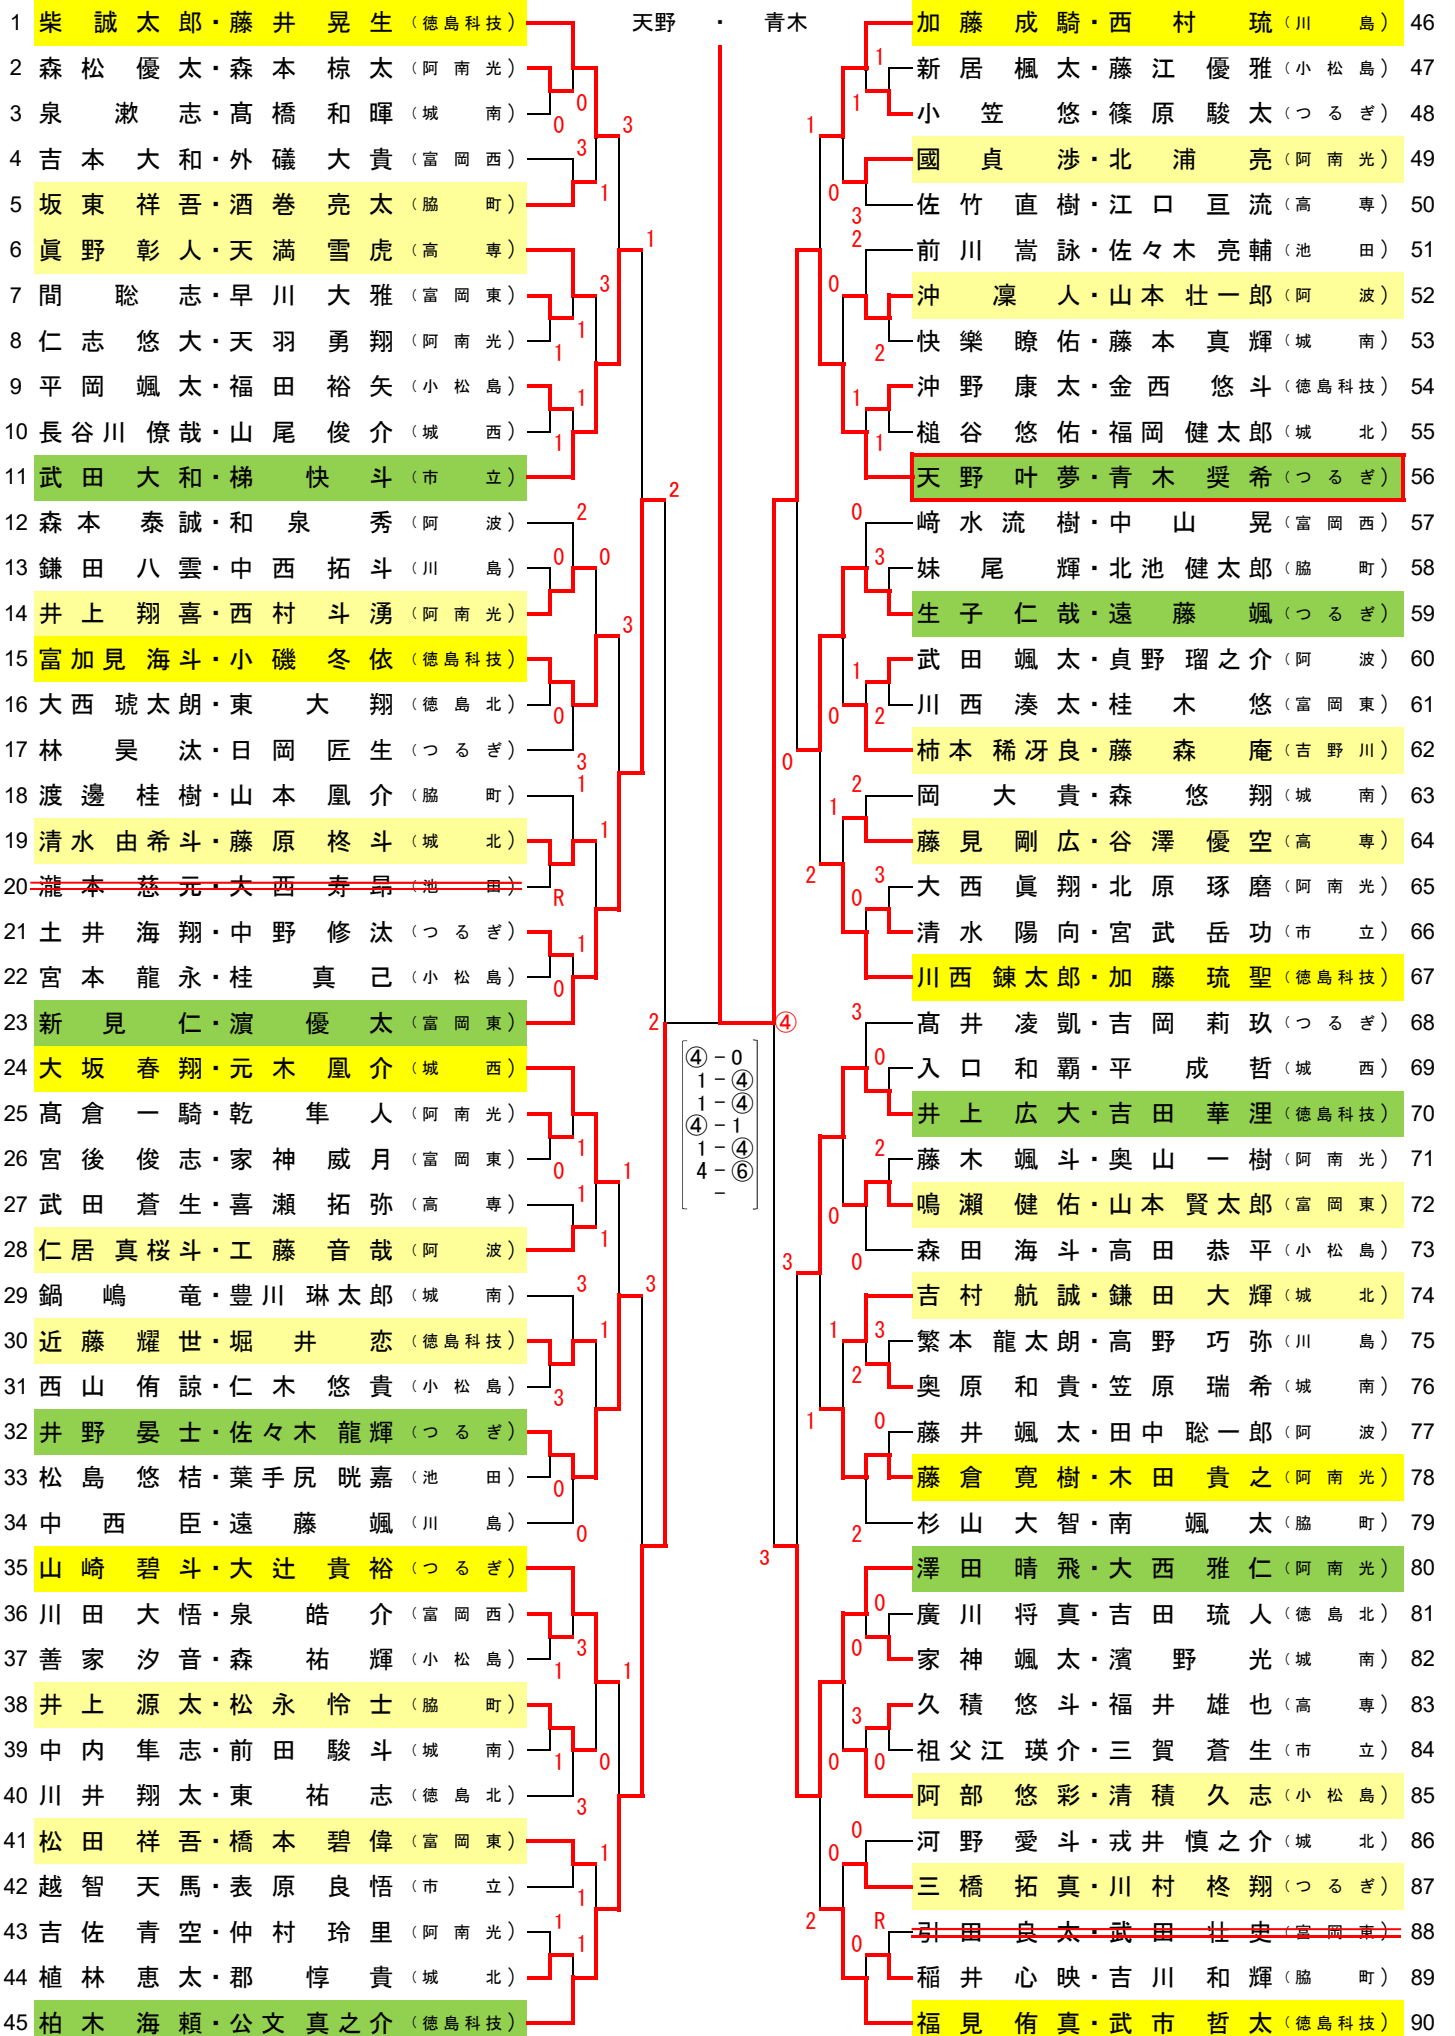 天野 ・ 青木
1 柴 誠太郎・藤井 晃生（徳島科技）
2 森松 優太・森本 椋太（阿南光）
3 泉 漱志・髙橋 和暉（城南）
4 吉本 大和・外礒 大貴（富岡西）
5 坂東 祥吾・酒巻 亮太（脇町）
6 眞野 彰人・天満 雪虎（高専）
7 間 聡志・早川 大雅（富岡東）
8 仁志 悠大・天羽 勇翔（阿南光）
9 平岡 颯太・福田 裕矢（小松島）
10 長谷川 僚哉・山尾 俊介（城西）
11 武田 大和・梯 快斗（市立）
12 森本 泰誠・和泉 秀（阿波）
13 鎌田 八雲・中西 拓斗（川島）
14 井上 翔喜・西村 斗湧（阿南光）
15 富加見 海斗・小磯 冬依（徳島科技）
16 大西 琥太朗・東 大翔（徳島北）
17 林 昊汰・日岡 匠生（つるぎ）
18 渡邊 桂樹・山本 凰介（脇町）
19 清水 由希斗・藤原 柊斗（城北）
20 瀧本 慈元・大西 寿昂（池田）
21 土井 海翔・中野 修汰（つるぎ）
22 宮本 龍永・桂 真己（小松島）
23 新見 仁・濵 優太（富岡東）
24 大坂 春翔・元木 凰介（城西）
25 髙倉 一騎・乾 隼人（阿南光）
26 宮後 俊志・家神 威月（富岡東）
27 武田 蒼生・喜瀬 拓弥（高専）
28 仁居 真桜斗・工藤 音哉（阿波）
29 鍋嶋 竜・豊川 琳太郎（城南）
30 近藤 耀世・堀井 恋（徳島科技）
31 西山 侑諒・仁木 悠貴（小松島）
32 井野 晏士・佐々木 龍輝（つるぎ）
33 松島 悠桔・葉手尻 晄嘉（池田）
34 中西 臣・遠藤 颯（川島）
35 山崎 碧斗・大辻 貴裕（つるぎ）
36 川田 大悟・泉 皓介（富岡西）
37 善家 汐音・森 祐輝（小松島）
38 井上 源太・松永 怜士（脇町）
39 中内 隼志・前田 駿斗（城南）
40 川井 翔太・東 祐志（徳島北）
41 松田 祥吾・橋本 碧偉（富岡東）
42 越智 天馬・表原 良悟（市立）
43 吉佐 青空・仲村 玲里（阿南光）
44 植林 恵太・郡 惇貴（城北）
45 柏木 海頼・公文 真之介（徳島科技）
④－0
1－④
1－④
④－1
1－④
4－⑥
－
加藤 成騎・西村 琉（川島） 46
新居 楓太・藤江 優雅（小松島） 47
小笠 悠・篠原 駿太（つるぎ） 48
國貞 渉・北浦 亮（阿南光） 49
佐竹 直樹・江口 亘流（高専） 50
前川 嵩詠・佐々木 亮輔（池田） 51
沖 凜人・山本 壮一郎（阿波） 52
快樂 瞭佑・藤本 真輝（城南） 53
沖野 康太・金西 悠斗（徳島科技） 54
槌谷 悠佑・福岡 健太郎（城北） 55
天野 叶夢・青木 奨希（つるぎ） 56
﨑水 流樹・中山 晃（富岡西） 57
妹尾 輝・北池 健太郎（脇町） 58
生子 仁哉・遠藤 颯（つるぎ） 59
武田 颯太・貞野 瑠之介（阿波） 60
川西 湊太・桂木 悠（富岡東） 61
柿本 稀冴良・藤森 庵（吉野川） 62
岡 大貴・森 悠翔（城南） 63
藤見 剛広・谷澤 優空（高専） 64
大西 眞翔・北原 琢磨（阿南光） 65
清水 陽向・宮武 岳功（市立） 66
川西 錬太郎・加藤 琉聖（徳島科技） 67
髙井 凌凱・吉岡 莉玖（つるぎ） 68
入口 和覇・平成 哲（城西） 69
井上 広大・吉田 華浬（徳島科技） 70
藤木 颯斗・奥山 一樹（阿南光） 71
鳴瀬 健佑・山本 賢太郎（富岡東） 72
森田 海斗・高田 恭平（小松島） 73
吉村 航誠・鎌田 大輝（城北） 74
繁本 龍太朗・高野 巧弥（川島） 75
奥原 和貴・笠原 瑞希（城南） 76
藤井 颯太・田中 聡一郎（阿波） 77
藤倉 寛樹・木田 貴之（阿南光） 78
杉山 大智・南 颯太（脇町） 79
澤田 晴飛・大西 雅仁（阿南光） 80
廣川 将真・吉田 琉人（徳島北） 81
家神 颯太・濱野 光（城南） 82
久積 悠斗・福井 雄也（高専） 83
祖父江 瑛介・三賀 蒼生（市立） 84
阿部 悠彩・清積 久志（小松島） 85
河野 愛斗・戎井 慎之介（城北） 86
三橋 拓真・川村 柊翔（つるぎ） 87
引田 良太・武田 壮史（富岡東） 88
稲井 心映・吉川 和輝（脇町） 89
福見 侑真・武市 哲太（徳島科技） 90